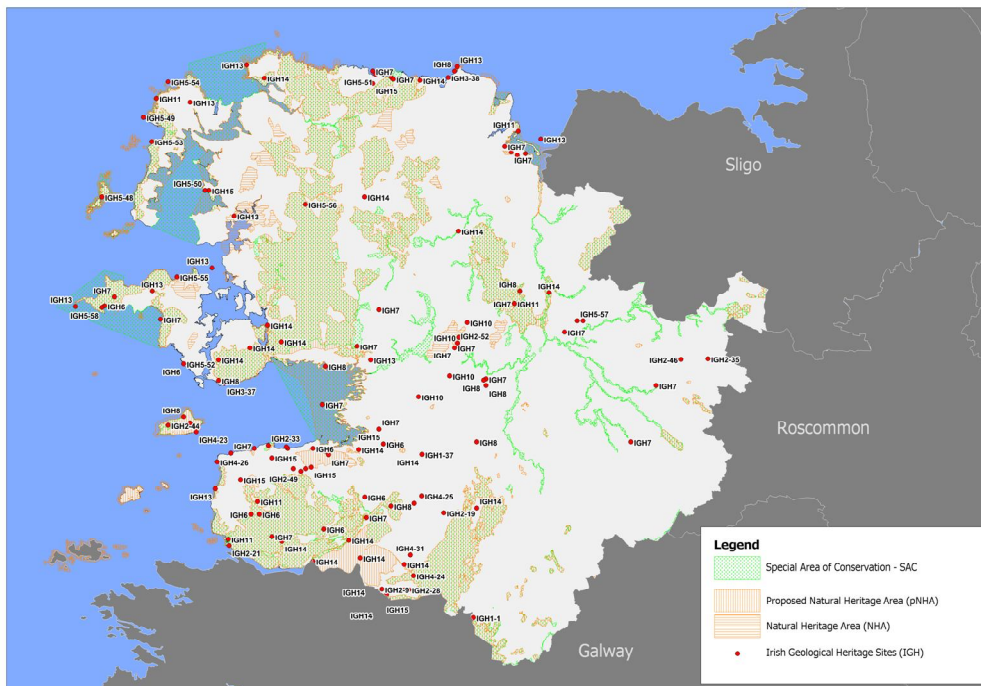 IGH13
IGH8
IGH13
IGH7
IGH5-51
IGH7
IGH14
IGH3-38
IGH14
IGH15
IGH5-54
IGH11
IGH13
IGH5-49
IGH5-53
IGH11
IGH13
IGH7
IGH7
Sligo
IGH5-50
IGH15
IGH5-48
IGH5-56
IGH14
IGH13
IGH14
IGH13
IGH5-55
IGH13
IGH7
IGH13
IGH6
IGH5-58
IGH7
IGH8
IGH14
IGH7
IGH11
IGH7
IGH5-57
IGH7
IGH10
IGH10
IGH2-52
IGH7
IGH7
IGH14
IGH14
IGH14
IGH7
IGH13
IGH5-52
IGH14
IGH6
IGH8
IGH3-37
IGH8
IGH2-46
IGH2-35
IGH10
IGH7
IGH8
IGH7
IGH10
IGH7
IGH8
IGH2-44
IGH4-23
IGH7
IGH8
IGH7
Roscommon
IGH7
IGH2-33
IGH6
IGH15
IGH6
IGH14
IGH14
IGH1-37
IGH4-26
IGH15
IGH7
IGH2-49
IGH15
IGH15
IGH13
IGH11
IGH6
IGH6
IGH6
IGH4-25
IGH8
IGH7
IGH2-19
IGH14
IGH6
IGH11
IGH2-21
IGH7
IGH14
IGH14
IGH14
IGH14
IGH4-31
IGH14
IGH4-24
IGH14
IGH2-28
IGH15
IGH14
IGH1-1
Galway
Legend
Special Area of Conservation - SAC
Proposed Natural Heritage Area (pNHA)
Natural Heritage Area (NHA)
Irish Geological Heritage Sites (IGH)